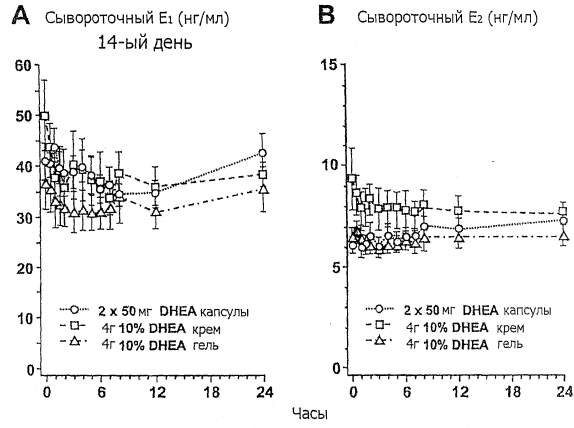 A Сывороточный E1 (нг/мл)
14-ый день
60
50
40
30
20
10
0
2 x 50 мг DHEA капсулы
4г 10% DHEA крем
4г 10% DHEA гель
0 6 12 18 24
B Сывороточный E2 (нг/мл)
15
10
5
0
2 x 50 мг DHEA капсулы
4г 10% DHEA крем
4г 10% DHEA гель
0 6 12 18 24
Часы